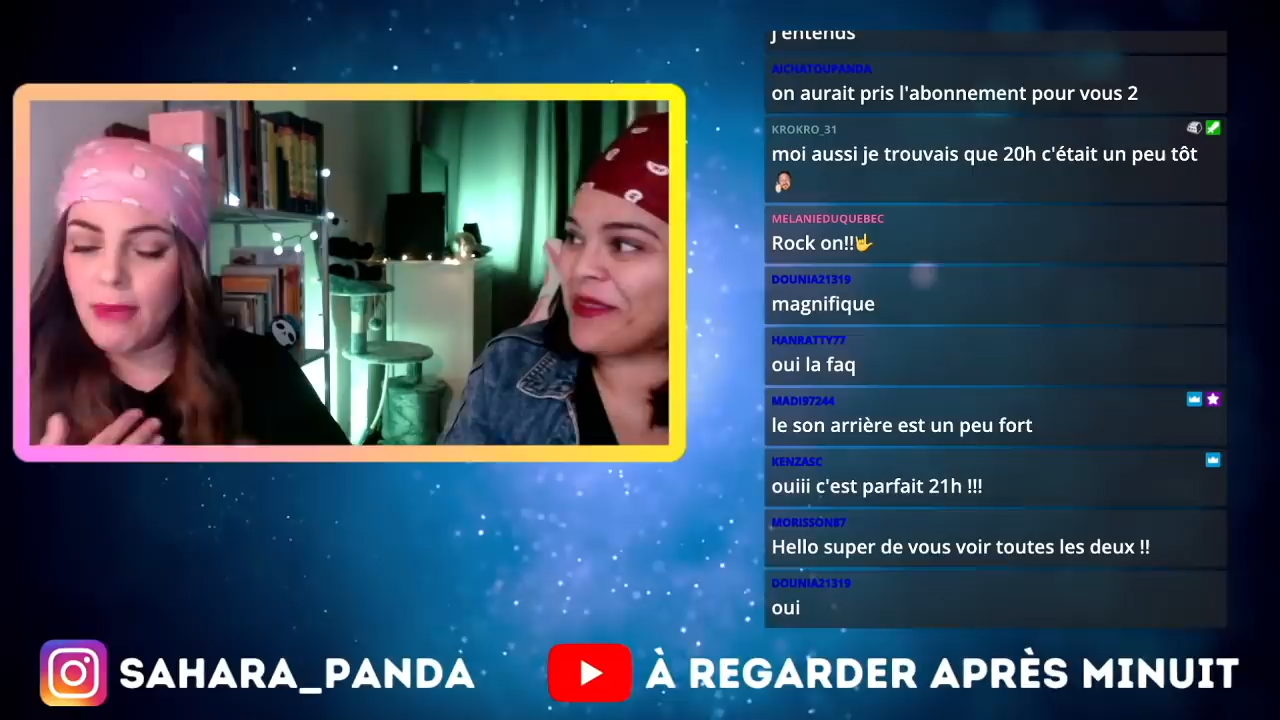 j'entends
AICHATOUPANDA
on aurait pris l'abonnement pour vous 2
KROKRO_31
moi aussi je trouvais que 20h c'était un peu tôt
MELANIEDUQUEBEC
Rock on!!🤟
DOUNIA21319
magnifique
HANRATTY77
oui la faq
MADI97244
le son arrière est un peu fort
KENZASC
ouiii c'est parfait 21h !!!
MORISSON87
Hello super de vous voir toutes les deux !!
DOUNIA21319
oui
SAHARA_PANDA
À REGARDER APRÈS MINUIT